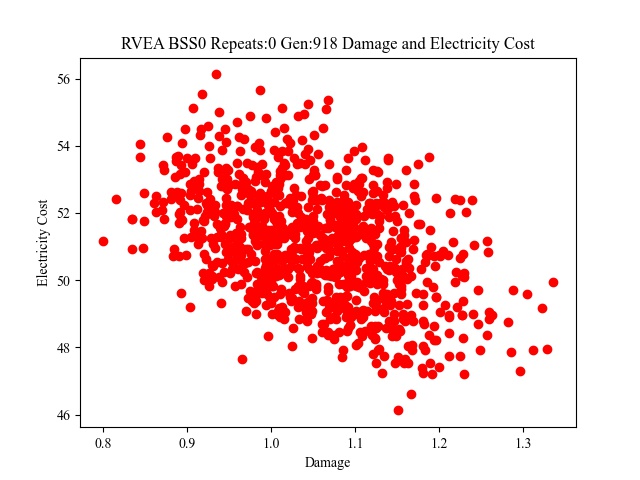 RVEA BSS0 Repeats:0 Gen:918 Damage and Electricity Cost
56
54
52
50
48
46
Electricity Cost
0.8 0.9 1.0 1.1 1.2 1.3
Damage